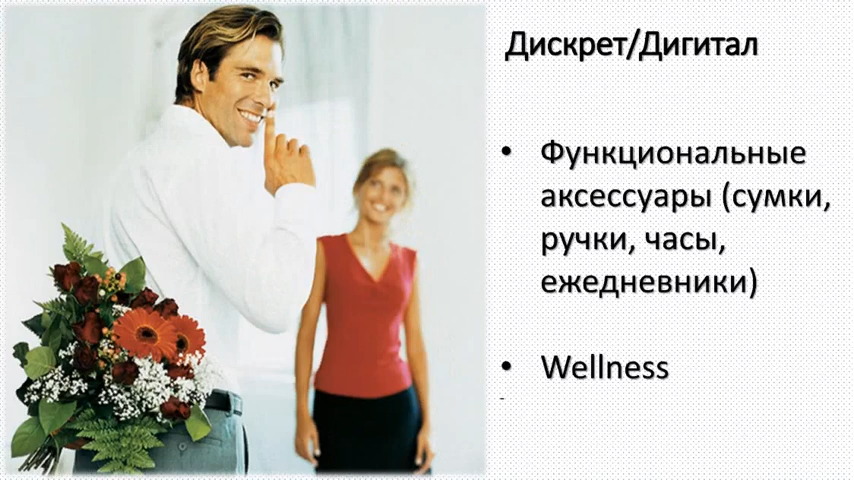 Дискрет/Дигитал
• Функциональные
аксессуары (сумки,
ручки, часы,
ежедневники)
• Wellness
-